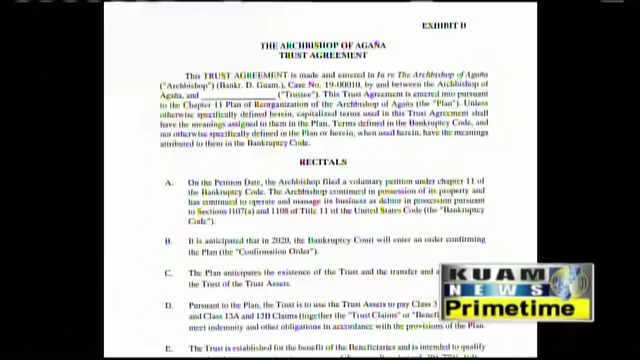 EXHIBIT D
THE ARCHBISHOP OF AGAÑA
TRUST AGREEMENT
This TRUST AGREEMENT is made and entered in In re The Archbishop of Agaña
("Archbishop") (Bankr. D. Guam.), Case No. 19-00010, by and between the Archbishop of
Agaña, and ("Trustee"). This Trust Agreement is entered into pursuant
to the Chapter 11 Plan of Reorganization of the Archbishop of Agaña (the "Plan"). Unless
otherwise specifically defined herein, capitalized terms used in this Trust Agreement shall
have the meanings assigned to them in the Plan. Terms defined in the Bankruptcy Code, and
not otherwise specifically defined in the Plan or herein, when used herein, have the meanings
attributed to them in the Bankruptcy Code.
RECITALS
A. On the Petition Date, the Archbishop filed a voluntary petition under chapter 11 of
the Bankruptcy Code. The Archbishop continued in possession of its property and
has continued to operate and manage its business as debtor in possession pursuant
to Sections 1107(a) and 1108 of Title 11 of the United States Code (the "Bankruptcy
Code").
B. It is anticipated that in 2020, the Bankruptcy Court will enter an order confirming
the Plan (the "Confirmation Order").
C. The Plan anticipates the existence of the Trust and the transfer and
the Trust of the Trust Assets.
D. Pursuant to the Plan, the Trust is to use the Trust Assets to pay Class 3
and Class 13A and 13B Claims (together the "Trust Claims" or "Benefi
meet indemnity and other obligations in accordance with the provisions of the Plan.
E. The Trust is established for the benefit of the Beneficiaries and is intended to qualify
KUAM
NEWS
Primetime